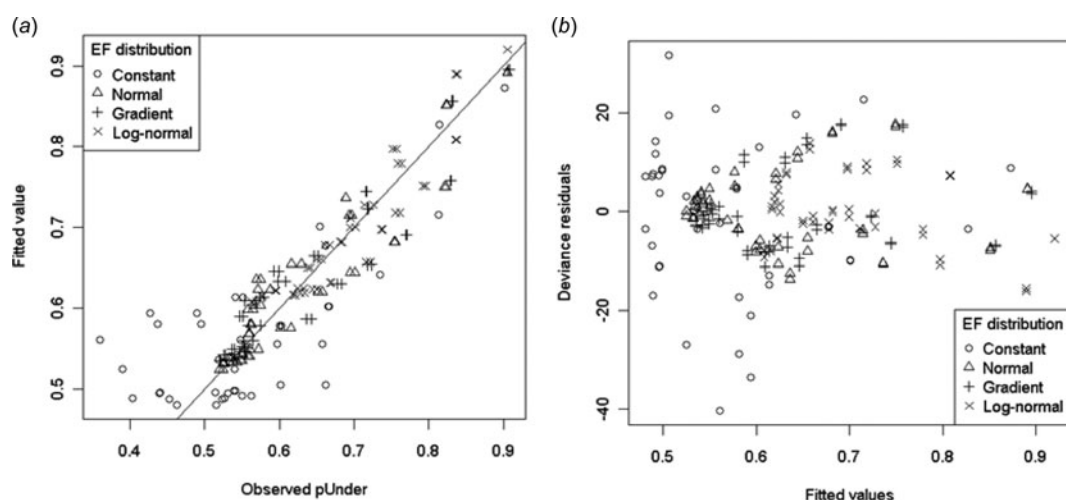 (a)
EF distribution
Constant
Normal
Gradient
Log-normal
Fitted value
0.9
0.8
0.7
0.6
0.5
0.4 0.5 0.6 0.7 0.8 0.9
Observed pUnder
(b)
Deviance residuals
20
0
-20
-40
EF distribution
Constant
Normal
Gradient
Log-normal
0.5 0.6 0.7 0.8 0.9
Fitted values